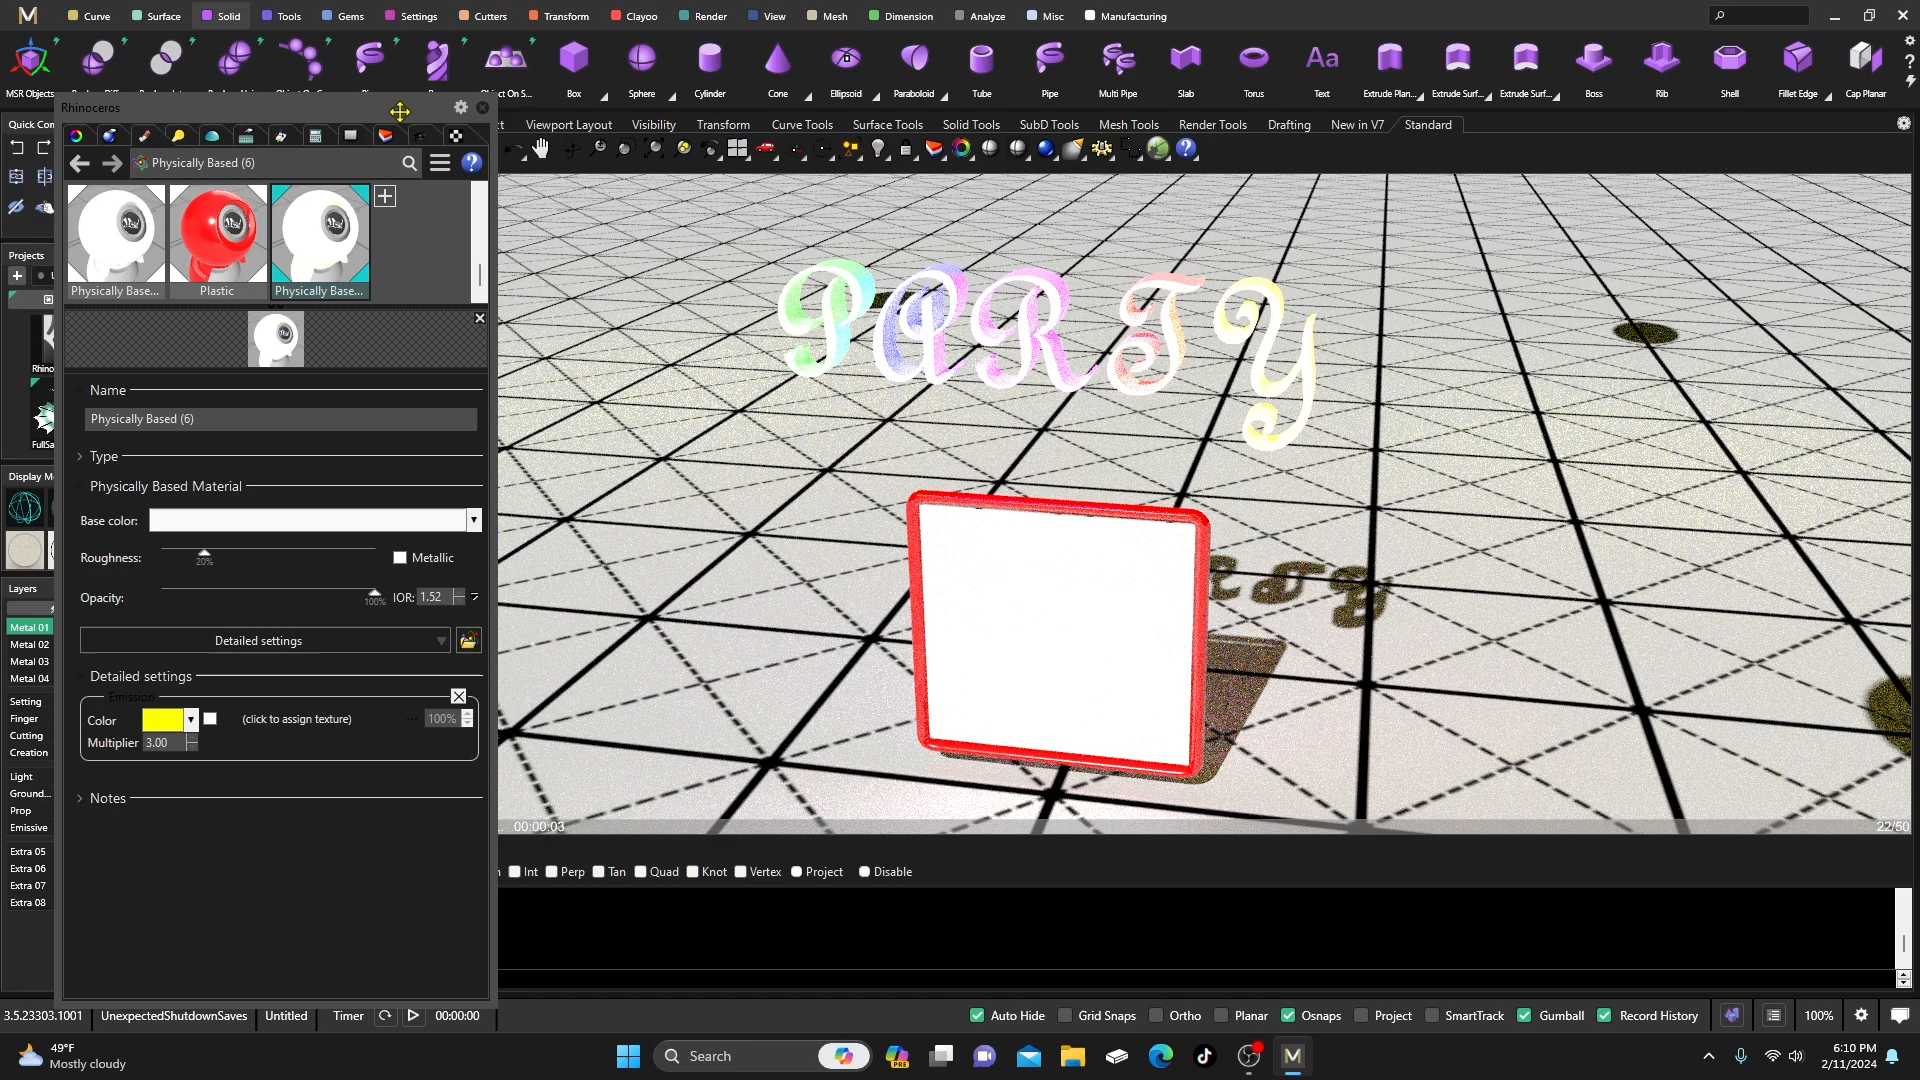 Curve Surface Solid Tools Gems Settings Cutters Transform Clayoo Render View Mesh Dimension Analyze Misc Manufacturing
MSR Objects Object On S... Box Sphere Cylinder Cone Ellipsoid Paraboloid Slab Tube Pipe Multi Pipe Torus Text Extrude Plan... Extrude Surf... Extrude Surf... Boss Rib Shell Fillet Edge Cap Planar
Aa
Rhinoceros
Quick Con
Viewport Layout Visibility Transform Curve Tools Surface Tools Solid Tools SubD Tools Mesh Tools Render Tools Drafting New in V7 Standard
Physically Based (6)
Physically Base... Plastic Physically Base...
Projects
Rhino
FullSa
Display M
Layers
Metal 01
Metal 02
Metal 03
Metal 04
Setting
Finger
Cutting
Creation
Light
Ground...
Prop
Emissive
Extra 05
Extra 06
Extra 07
Extra 08
Name
Physically Based (6)
Type
Physically Based Material
Base color:
Roughness: 20% Metallic
Opacity: 100% IOR: 1.52
Detailed settings
Detailed settings
Emission
Color (click to assign texture) 100%
Multiplier 3.00
Notes
PARTY
00:00:03 22/50
Int Perp Tan Quad Knot Vertex Project Disable
3.5.23303.1001 UnexpectedShutdownSaves Untitled Timer 00:00:00 Auto Hide Grid Snaps Ortho Planar Osnaps Project SmartTrack Gumball Record History 100%
49°F
Mostly cloudy
Search
PRE
6:10 PM
2/11/2024